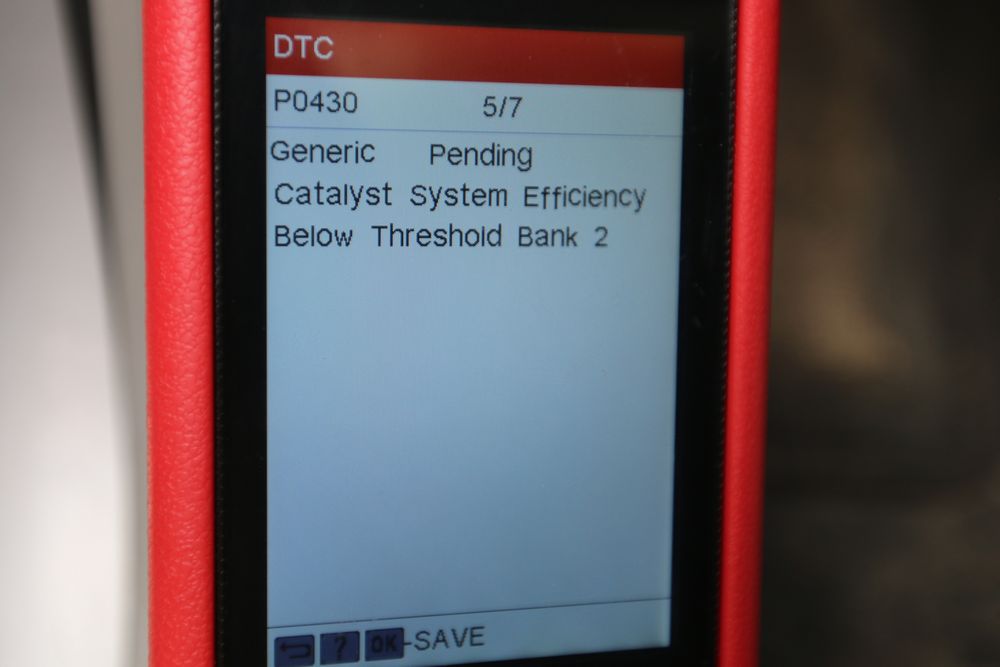 DTC
P0430 5/7
Generic Pending
Catalyst System Efficiency
Below Threshold Bank 2
? OK-SAVE